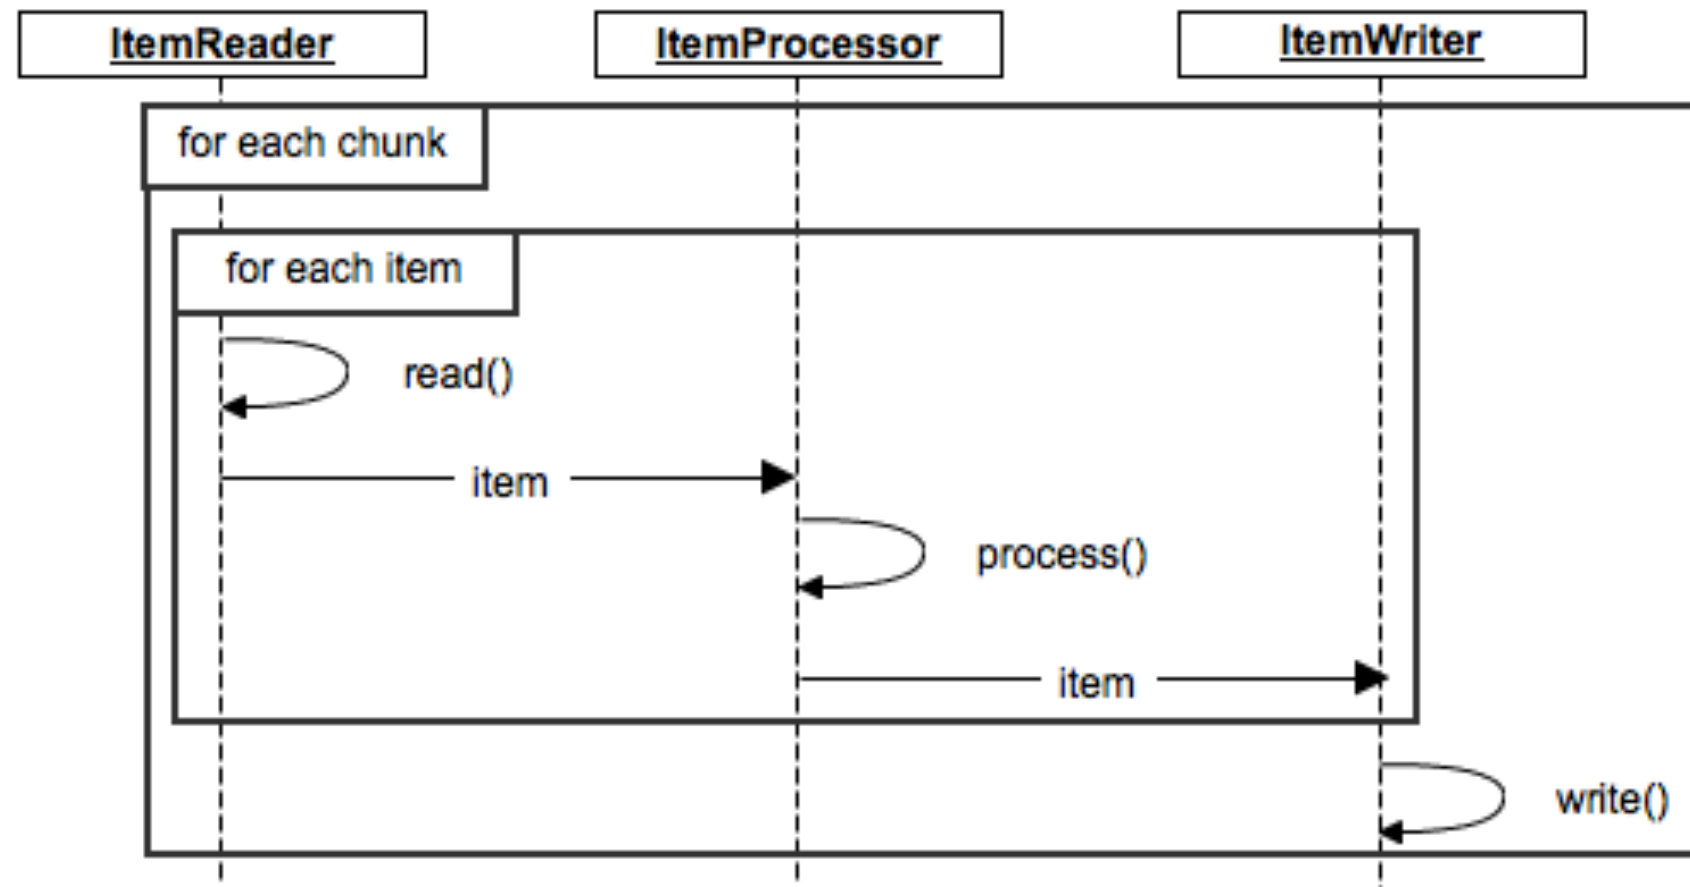 ItemReader
ItemProcessor
ItemWriter
for each chunk
for each item
read()
item
process()
item
write()